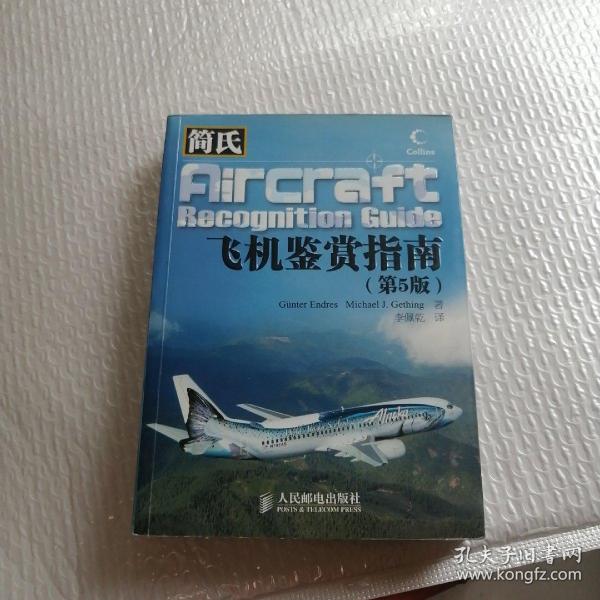 简氏
Collins
Aircraft
Recognition Guide
飞机鉴赏指南
（第5版）
Günter Endres Michael J. Gething 著
李佩乾 译
Alaska
人民邮电出版社
POSTS & TELECOM PRESS
孔夫子旧书网
www.kongfz.com